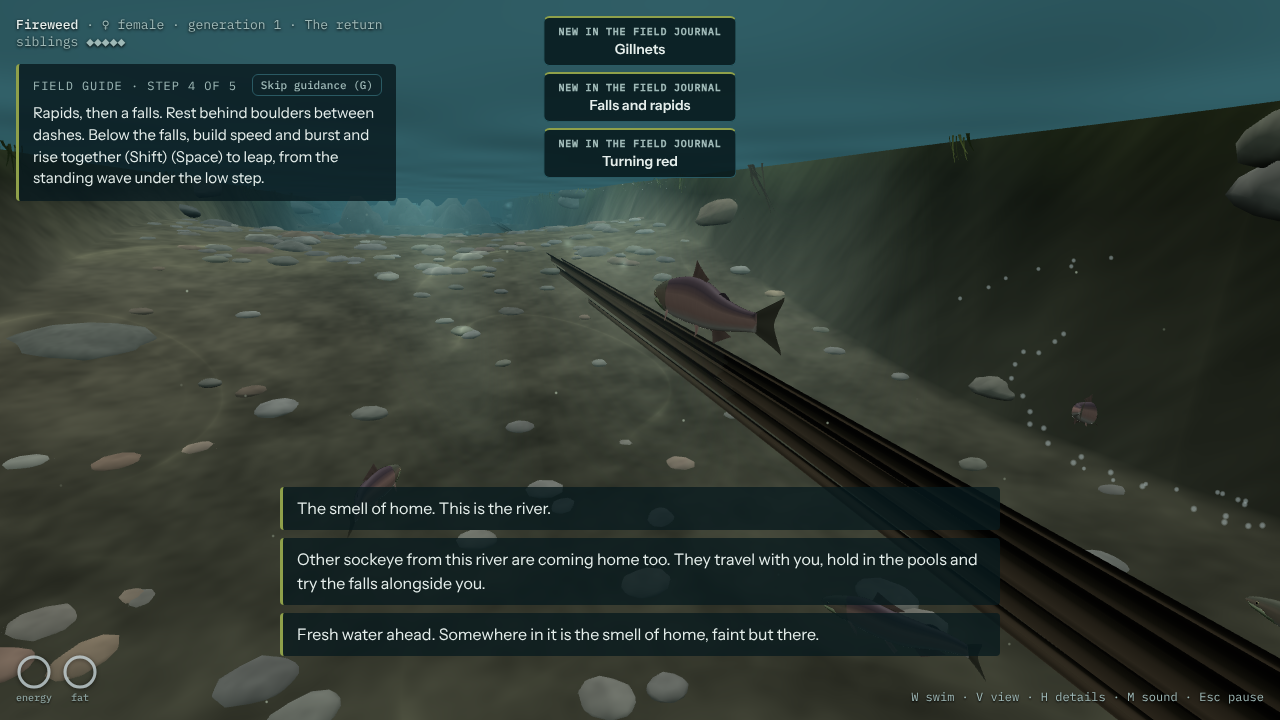 Fireweed · ♀ female · generation 1 · The return
siblings ◆◆◆◆◆
FIELD GUIDE · STEP 4 OF 5
Skip guidance (G)
Rapids, then a falls. Rest behind boulders between
dashes. Below the falls, build speed and burst and
rise together (Shift) (Space) to leap, from the
standing wave under the low step.
NEW IN THE FIELD JOURNAL
Gillnets
NEW IN THE FIELD JOURNAL
Falls and rapids
NEW IN THE FIELD JOURNAL
Turning red
The smell of home. This is the river.
Other sockeye from this river are coming home too. They travel with you, hold in the pools and
try the falls alongside you.
Fresh water ahead. Somewhere in it is the smell of home, faint but there.
energy fat
W swim · V view · H details · M sound · Esc pause